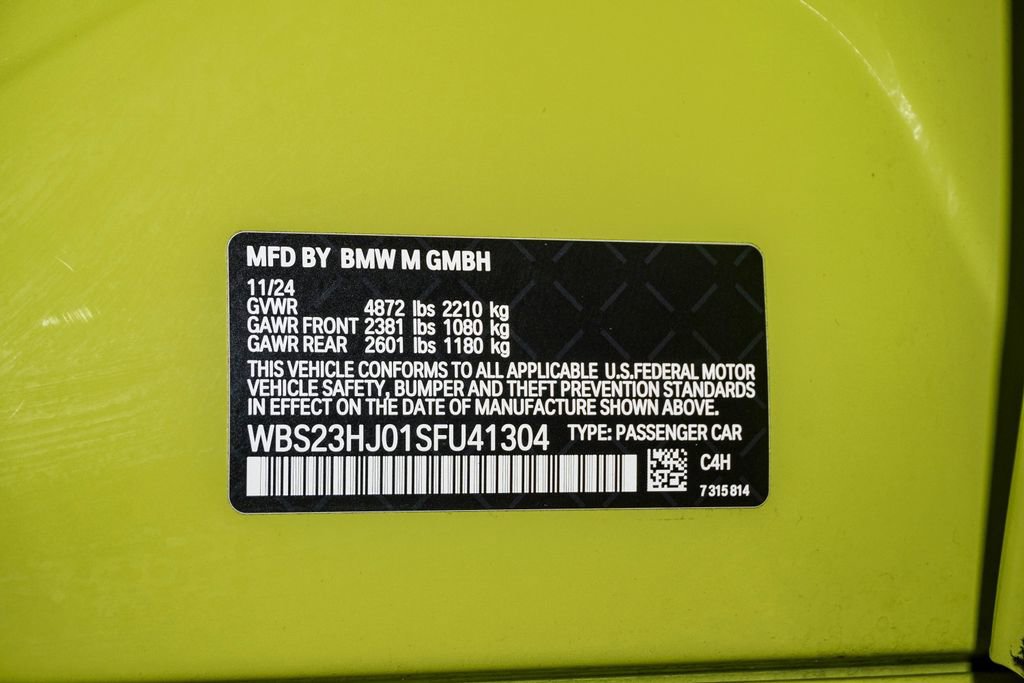 MFD BY BMW M GMBH
11/24
GVWR 4872 lbs 2210 kg
GAWR FRONT 2381 lbs 1080 kg
GAWR REAR 2601 lbs 1180 kg
THIS VEHICLE CONFORMS TO ALL APPLICABLE U.S.FEDERAL MOTOR
VEHICLE SAFETY, BUMPER AND THEFT PREVENTION STANDARDS
IN EFFECT ON THE DATE OF MANUFACTURE SHOWN ABOVE.
WBS23HJ01SFU41304 TYPE: PASSENGER CAR
C4H
7 315 814